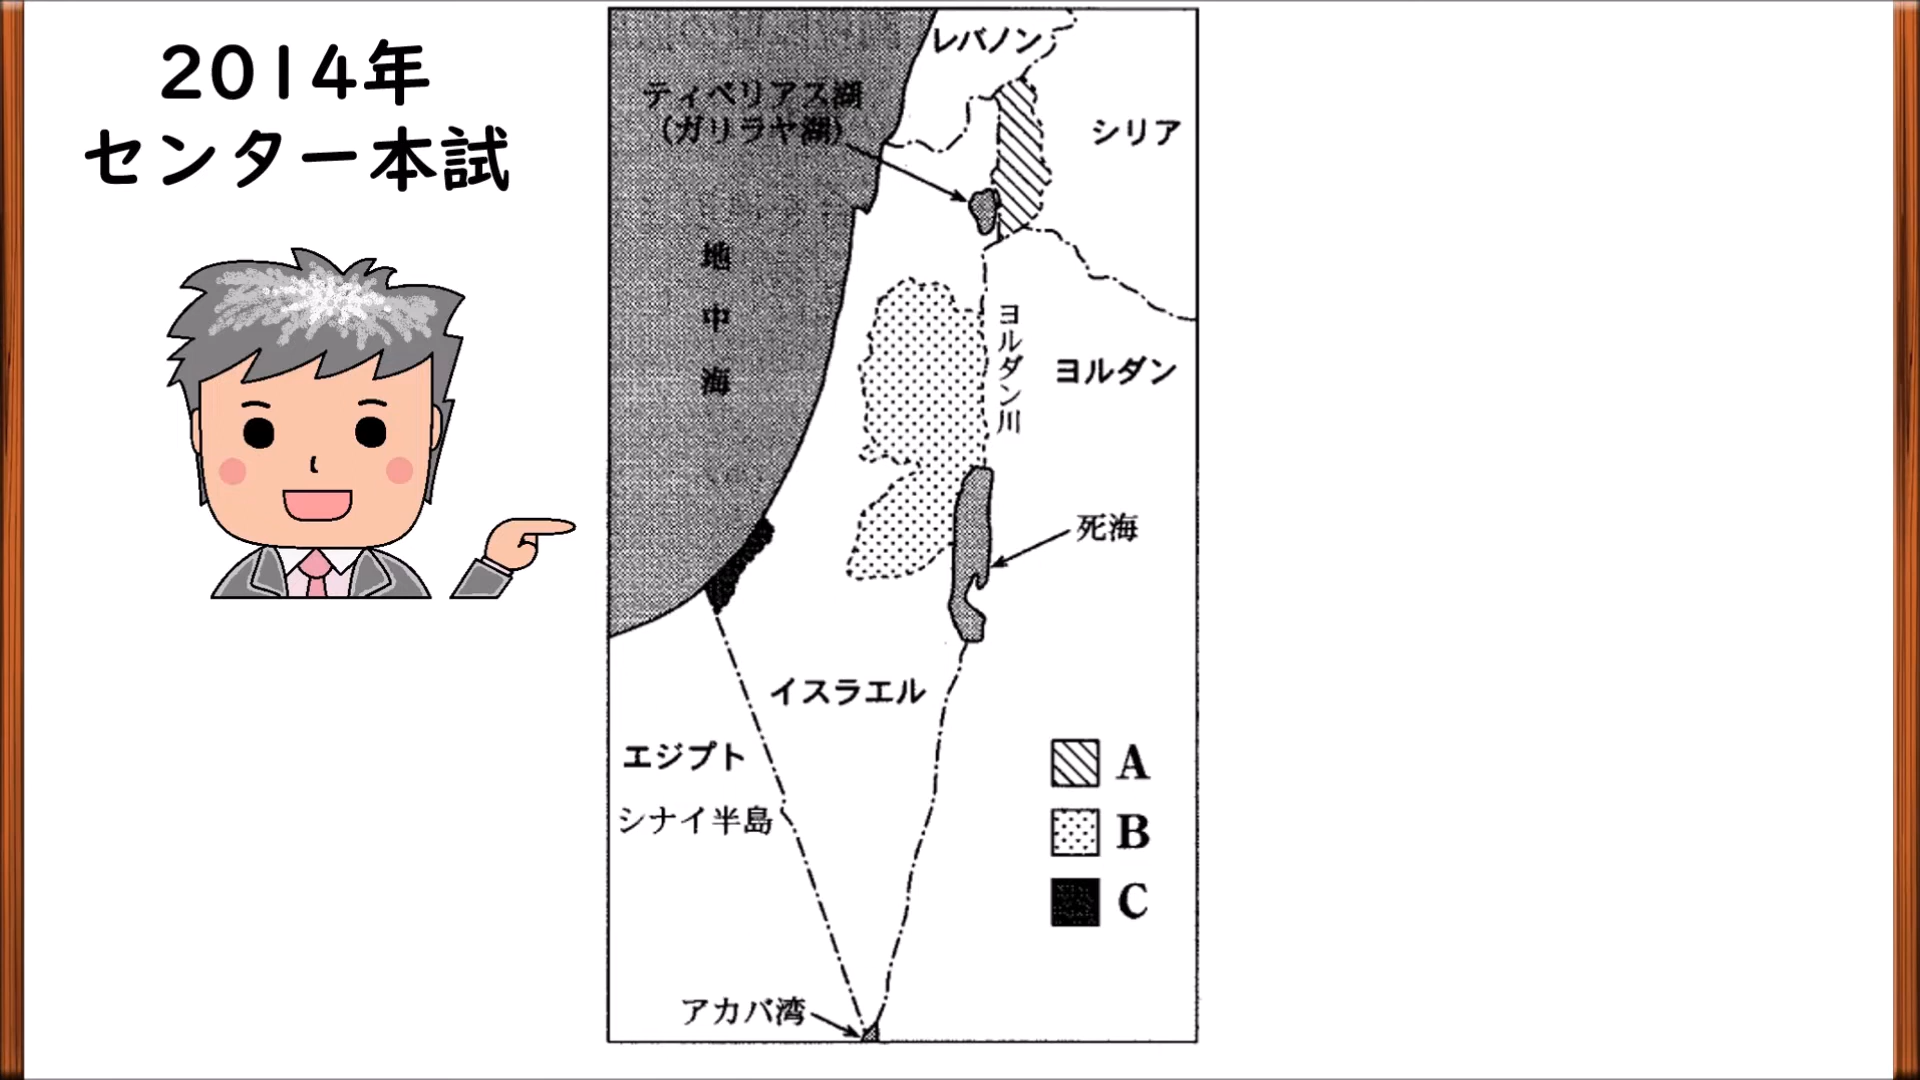 2014年
センター本試
レバノン
ティベリアス湖
(ガリラヤ湖)
シリア
地中海
ヨルダン川
ヨルダン
死海
イスラエル
エジプト
シナイ半島
A
B
C
アカバ湾